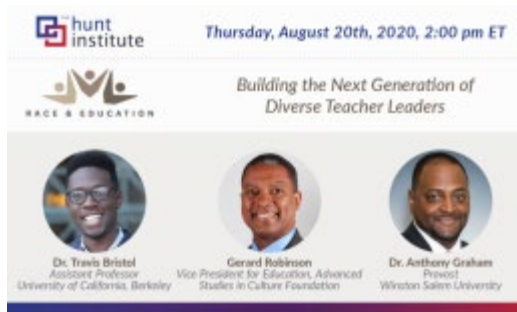 THE hunt institute
Thursday, August 20th, 2020, 2:00 pm ET
RACE & EDUCATION
Building the Next Generation of
Diverse Teacher Leaders
Dr. Travis Bristol
Assistant Professor
University of California, Berkeley
Gerard Robinson
Vice President for Education, Advanced
Studies in Culture Foundation
Dr. Anthony Graham
Provost
Winston Salem University